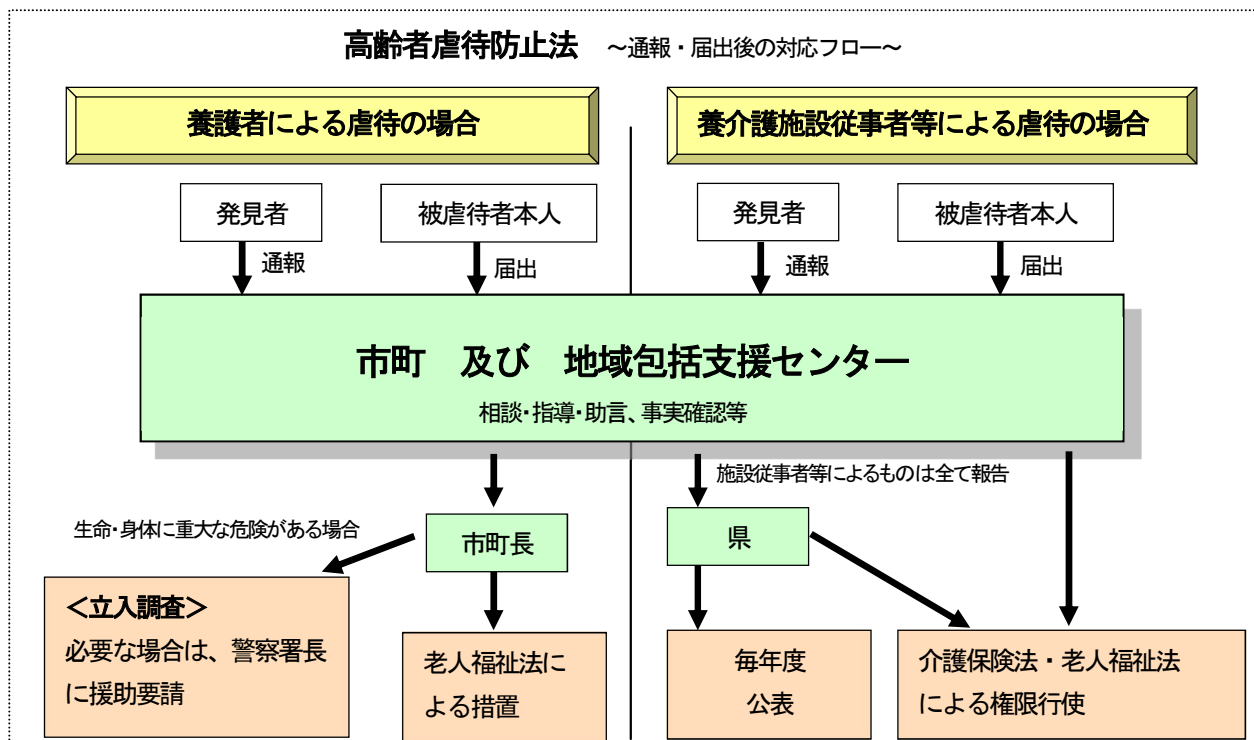 高齢者虐待防止法 ～通報・届出後の対応フロー～
養護者による虐待の場合
養介護施設従事者等による虐待の場合
発見者
被虐待者本人
発見者
被虐待者本人
通報
届出
通報
届出
市町 及び 地域包括支援センター
相談・指導・助言、事実確認等
施設従事者等によるものは全て報告
生命・身体に重大な危険がある場合
市町長
県
＜立入調査＞
必要な場合は、警察署長
に援助要請
老人福祉法に
よる措置
毎年度
公表
介護保険法・老人福祉法
による権限行使